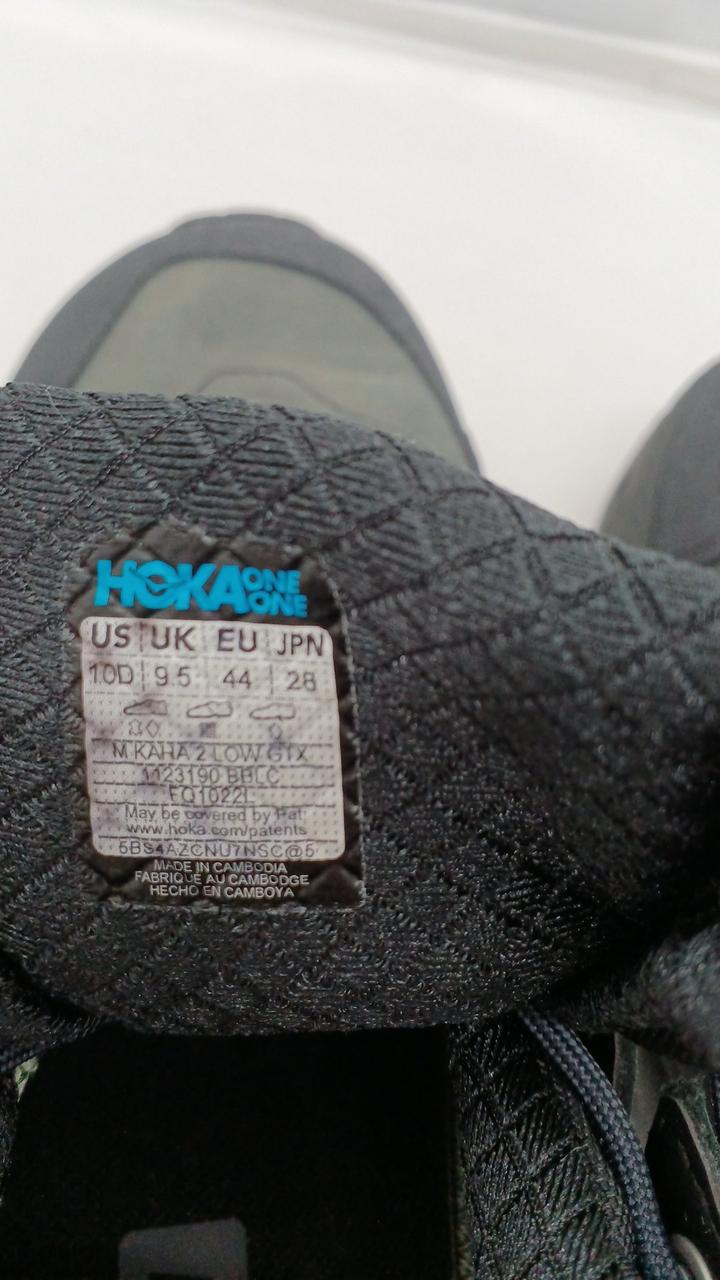 HOKA ONE ONE
US UK EU JPN
10D 9.5 44 28
M KAHA 2 LOW GTX
1123190 BBLC
FQ1022L
May be covered by Pat:
www.hoka.com/patents
5BS4AZCNU7NSC@5
MADE IN CAMBODIA
FABRIQUE AU CAMBODGE
HECHO EN CAMBOYA